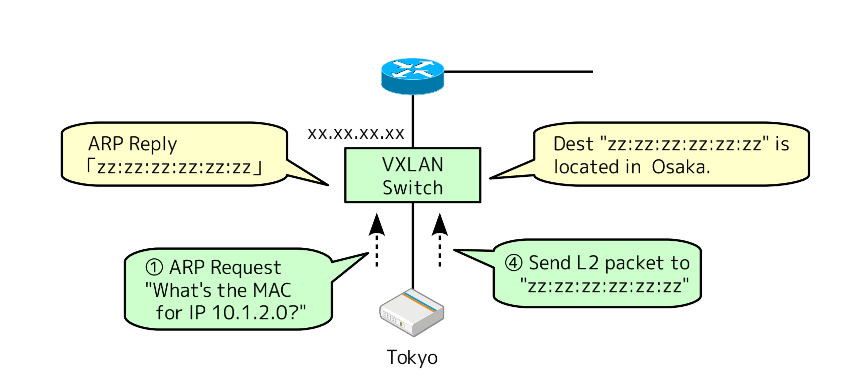 xx.xx.xx.xx
ARP Reply
「zz:zz:zz:zz:zz:zz」
VXLAN
Switch
Dest "zz:zz:zz:zz:zz:zz" is
located in Osaka.
① ARP Request
"What's the MAC
for IP 10.1.2.0?"
④ Send L2 packet to
"zz:zz:zz:zz:zz:zz"
Tokyo